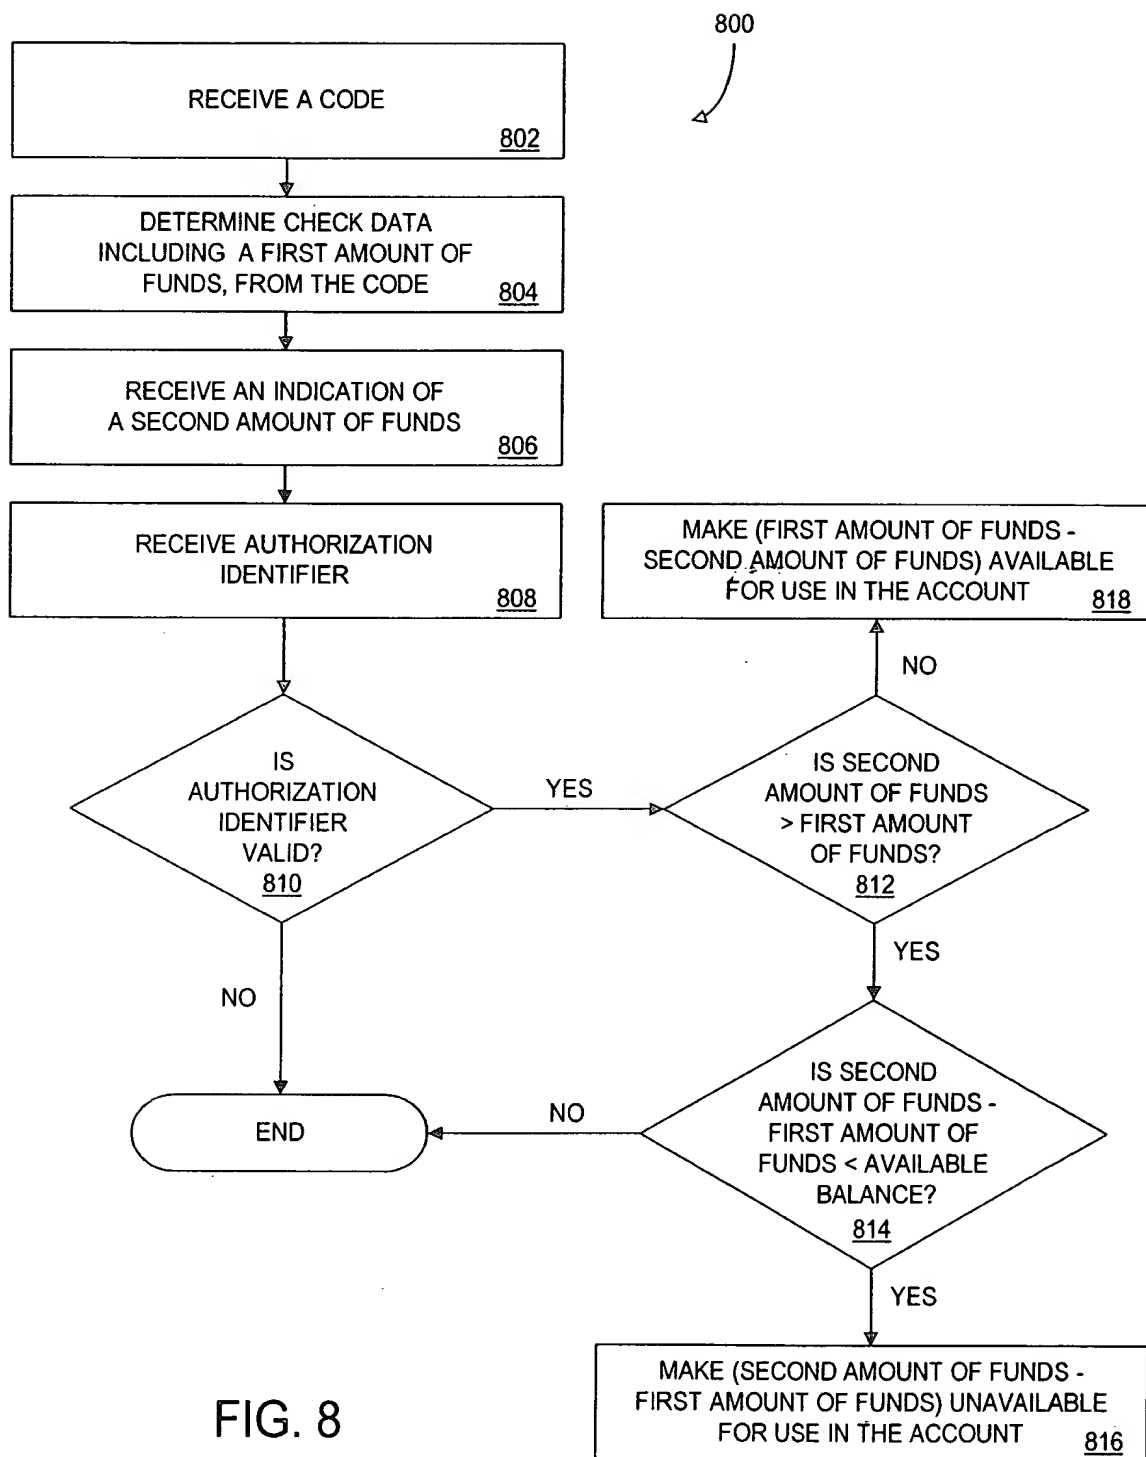 800
RECEIVE A CODE
802
DETERMINE CHECK DATA
INCLUDING A FIRST AMOUNT OF
FUNDS, FROM THE CODE
804
RECEIVE AN INDICATION OF
A SECOND AMOUNT OF FUNDS
806
RECEIVE AUTHORIZATION
IDENTIFIER
808
MAKE (FIRST AMOUNT OF FUNDS -
SECOND AMOUNT OF FUNDS) AVAILABLE
FOR USE IN THE ACCOUNT
818
NO
IS
AUTHORIZATION
IDENTIFIER
VALID?
810
YES
IS SECOND
AMOUNT OF FUNDS
> FIRST AMOUNT
OF FUNDS?
812
YES
NO
END
NO
IS SECOND
AMOUNT OF FUNDS -
FIRST AMOUNT OF
FUNDS < AVAILABLE
BALANCE?
814
YES
MAKE (SECOND AMOUNT OF FUNDS -
FIRST AMOUNT OF FUNDS) UNAVAILABLE
FOR USE IN THE ACCOUNT
816
FIG. 8